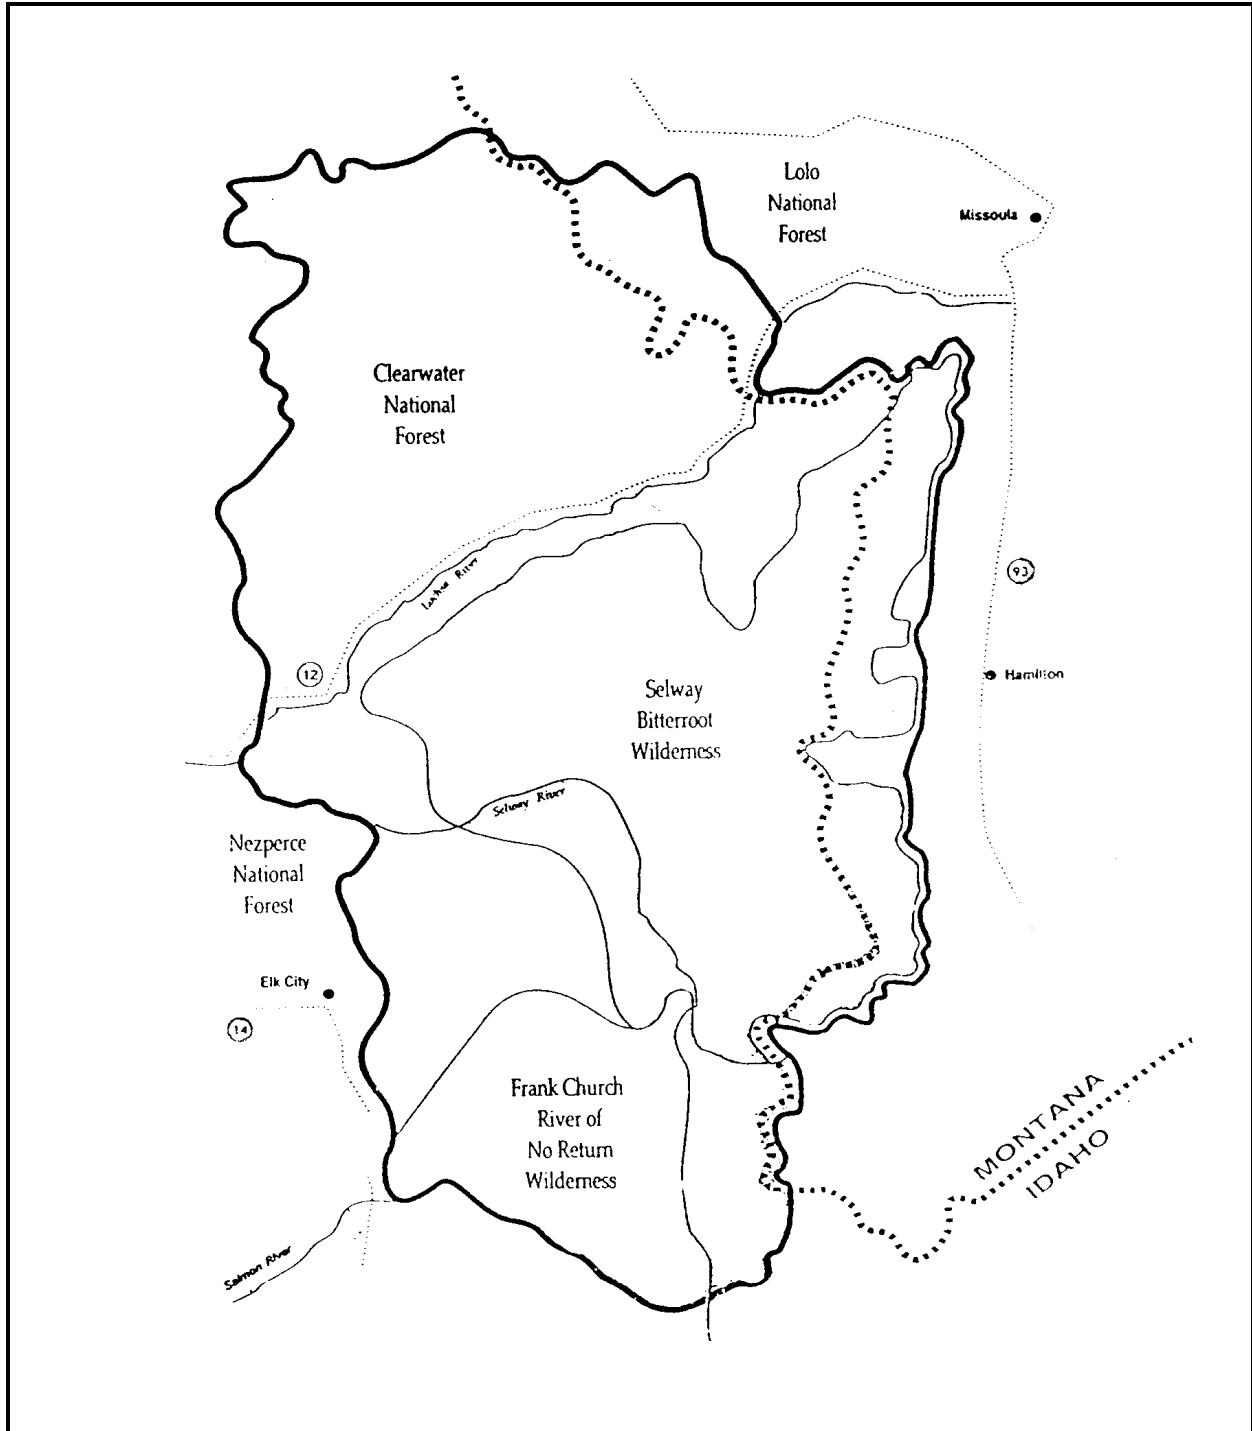 Lolo
National
Forest
Missoula
Clearwater
National
Forest
Lochsa River
93
12
Selway
Bitterroot
Wilderness
Hamilton
Selway River
Nezperce
National
Forest
Elk City
14
Frank Church
River of
No Return
Wilderness
MONTANA
IDAHO
Salmon River